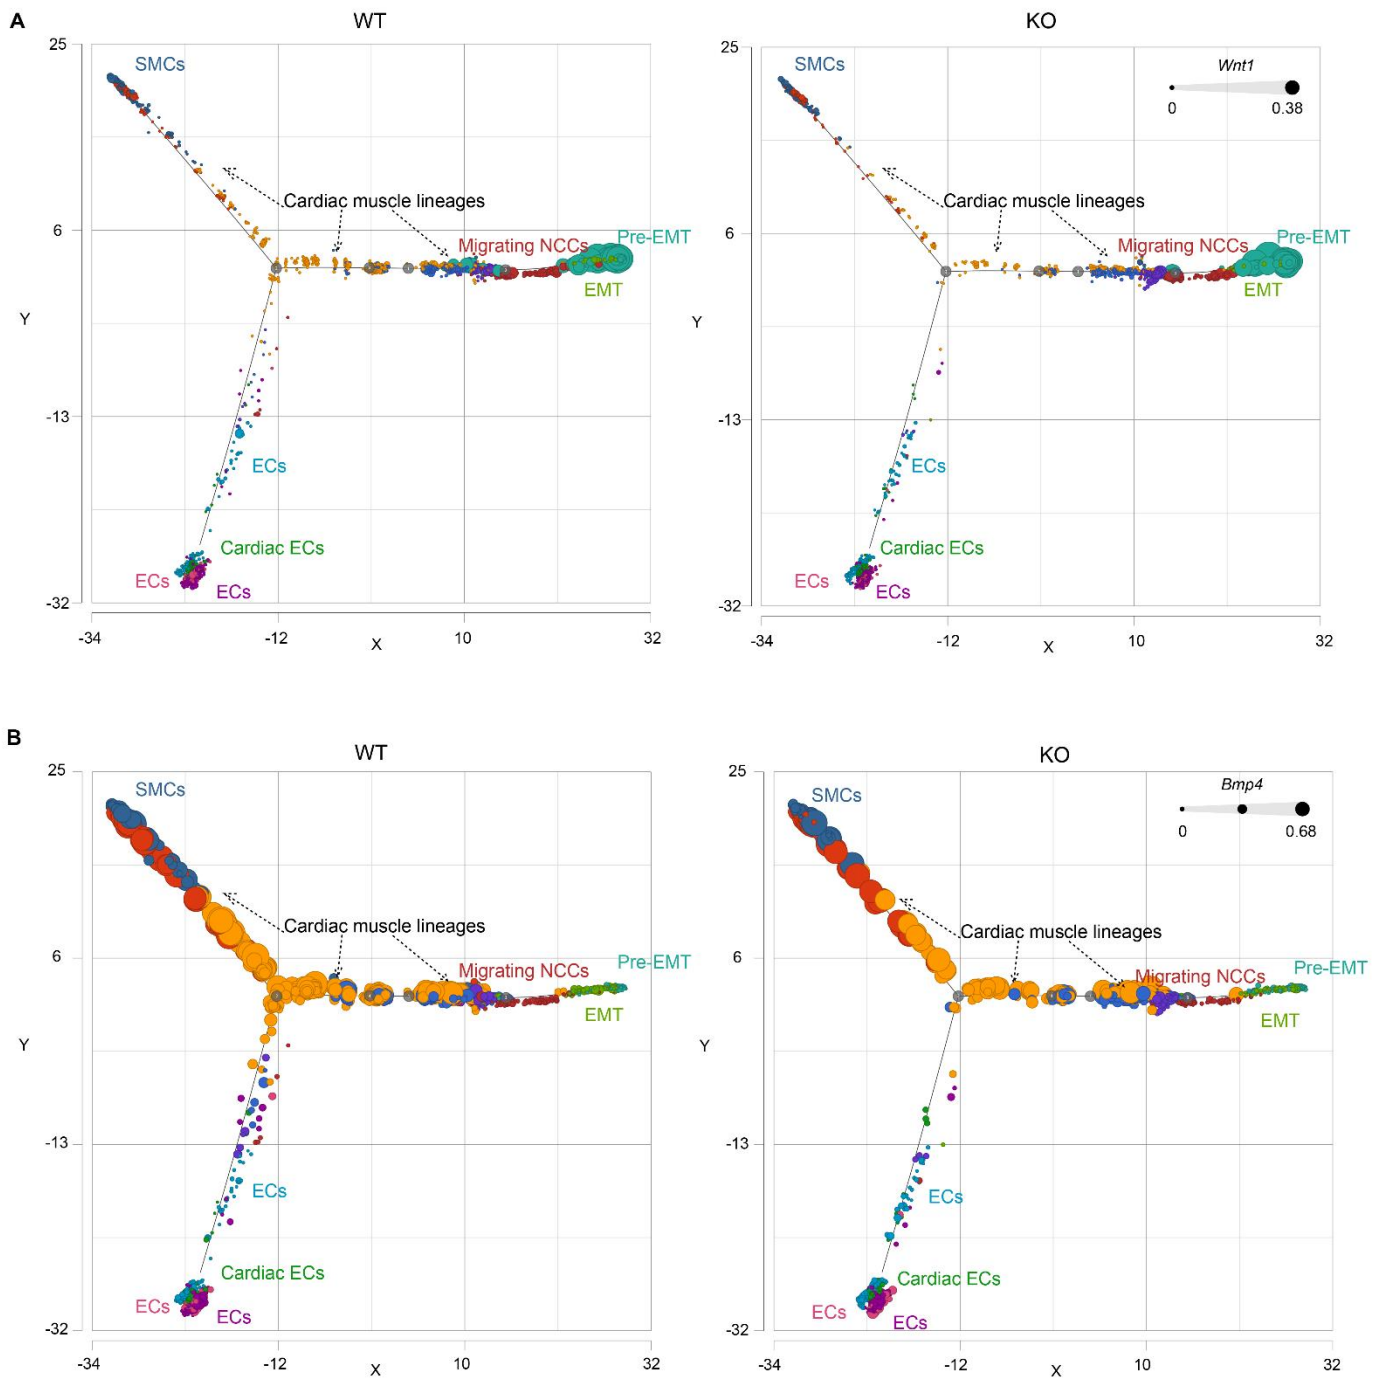 A
WT
KO
25
SMCs
Cardiac muscle lineages
6
Migrating NCCs
Pre-EMT
EMT
Y
-13
ECs
Cardiac ECs
ECs
ECs
-32
-34
-12
10
32
X
25
SMCs
Wnt1
0
0.38
Cardiac muscle lineages
6
Migrating NCCs
Pre-EMT
EMT
Y
-13
ECs
Cardiac ECs
ECs
ECs
-32
-34
-12
10
32
X
B
WT
KO
25
SMCs
Cardiac muscle lineages
6
Migrating NCCs
Pre-EMT
EMT
Y
-13
ECs
Cardiac ECs
ECs
ECs
-32
-34
-12
10
32
X
25
SMCs
Bmp4
0
0.68
Cardiac muscle lineages
6
Migrating NCCs
Pre-EMT
EMT
Y
-13
ECs
Cardiac ECs
ECs
ECs
-32
-34
-12
10
32
X